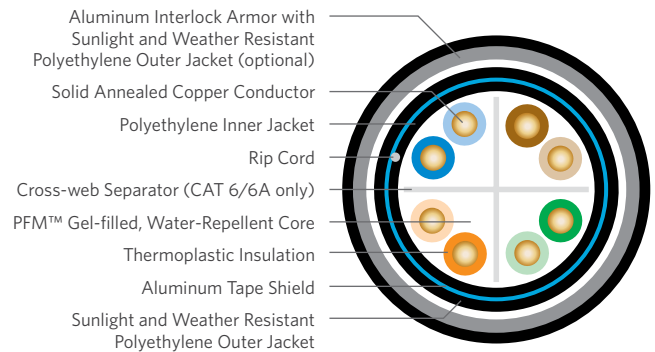 Aluminum Interlock Armor with
Sunlight and Weather Resistant
Polyethylene Outer Jacket (optional)
Solid Annealed Copper Conductor
Polyethylene Inner Jacket
Rip Cord
Cross-web Separator (CAT 6/6A only)
PFM™ Gel-filled, Water-Repellent Core
Thermoplastic Insulation
Aluminum Tape Shield
Sunlight and Weather Resistant
Polyethylene Outer Jacket